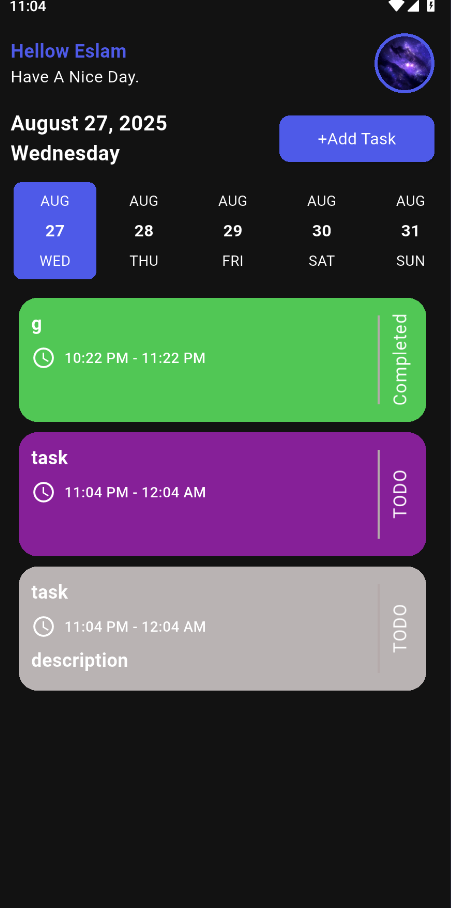 11:04
Hellow Eslam
Have A Nice Day.
August 27, 2025
Wednesday
+Add Task
AUG AUG AUG AUG AUG
27 28 29 30 31
WED THU FRI SAT SUN
g
10:22 PM - 11:22 PM
Completed
task
11:04 PM - 12:04 AM
TODO
task
11:04 PM - 12:04 AM
description
TODO